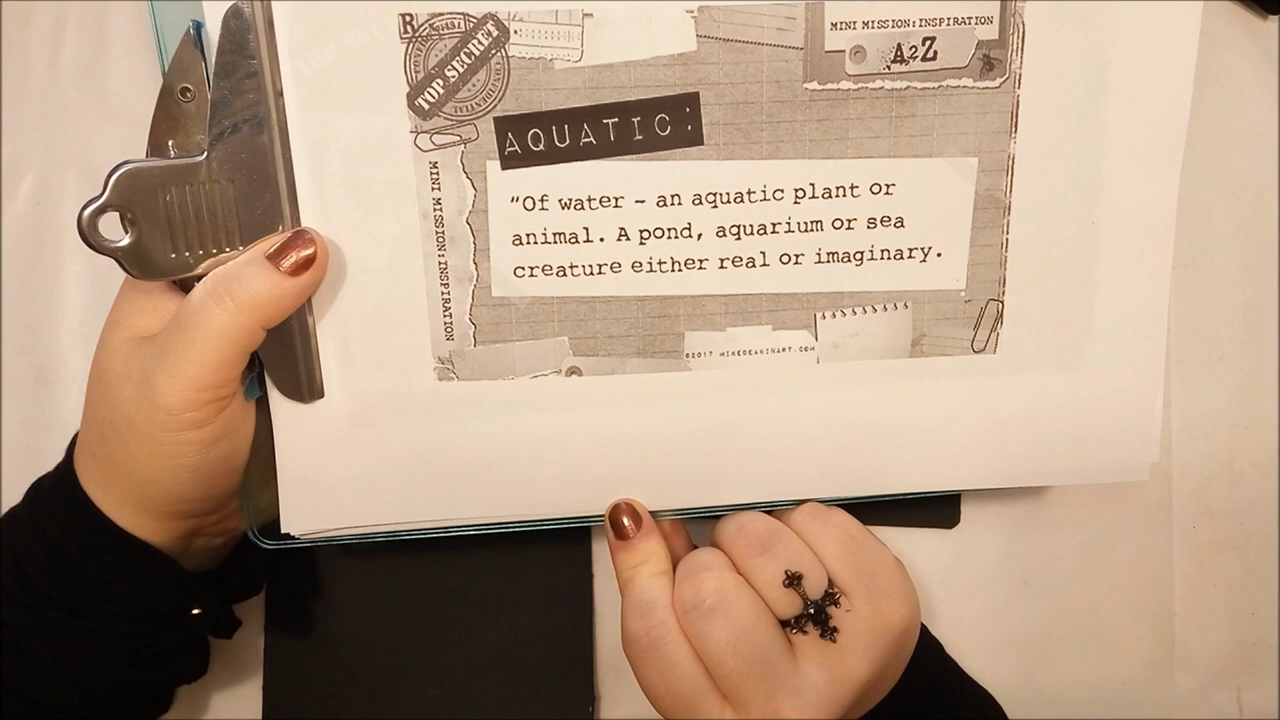 R
TOP SECRET
CONFIDENTIAL
MINI MISSION:INSPIRATION
A2Z
AQUATIC:
"Of water ~ an aquatic plant or
animal. A pond, aquarium or sea
creature either real or imaginary.
MINI MISSION:INSPIRATION
©2017 MIKEDEAKINART.COM